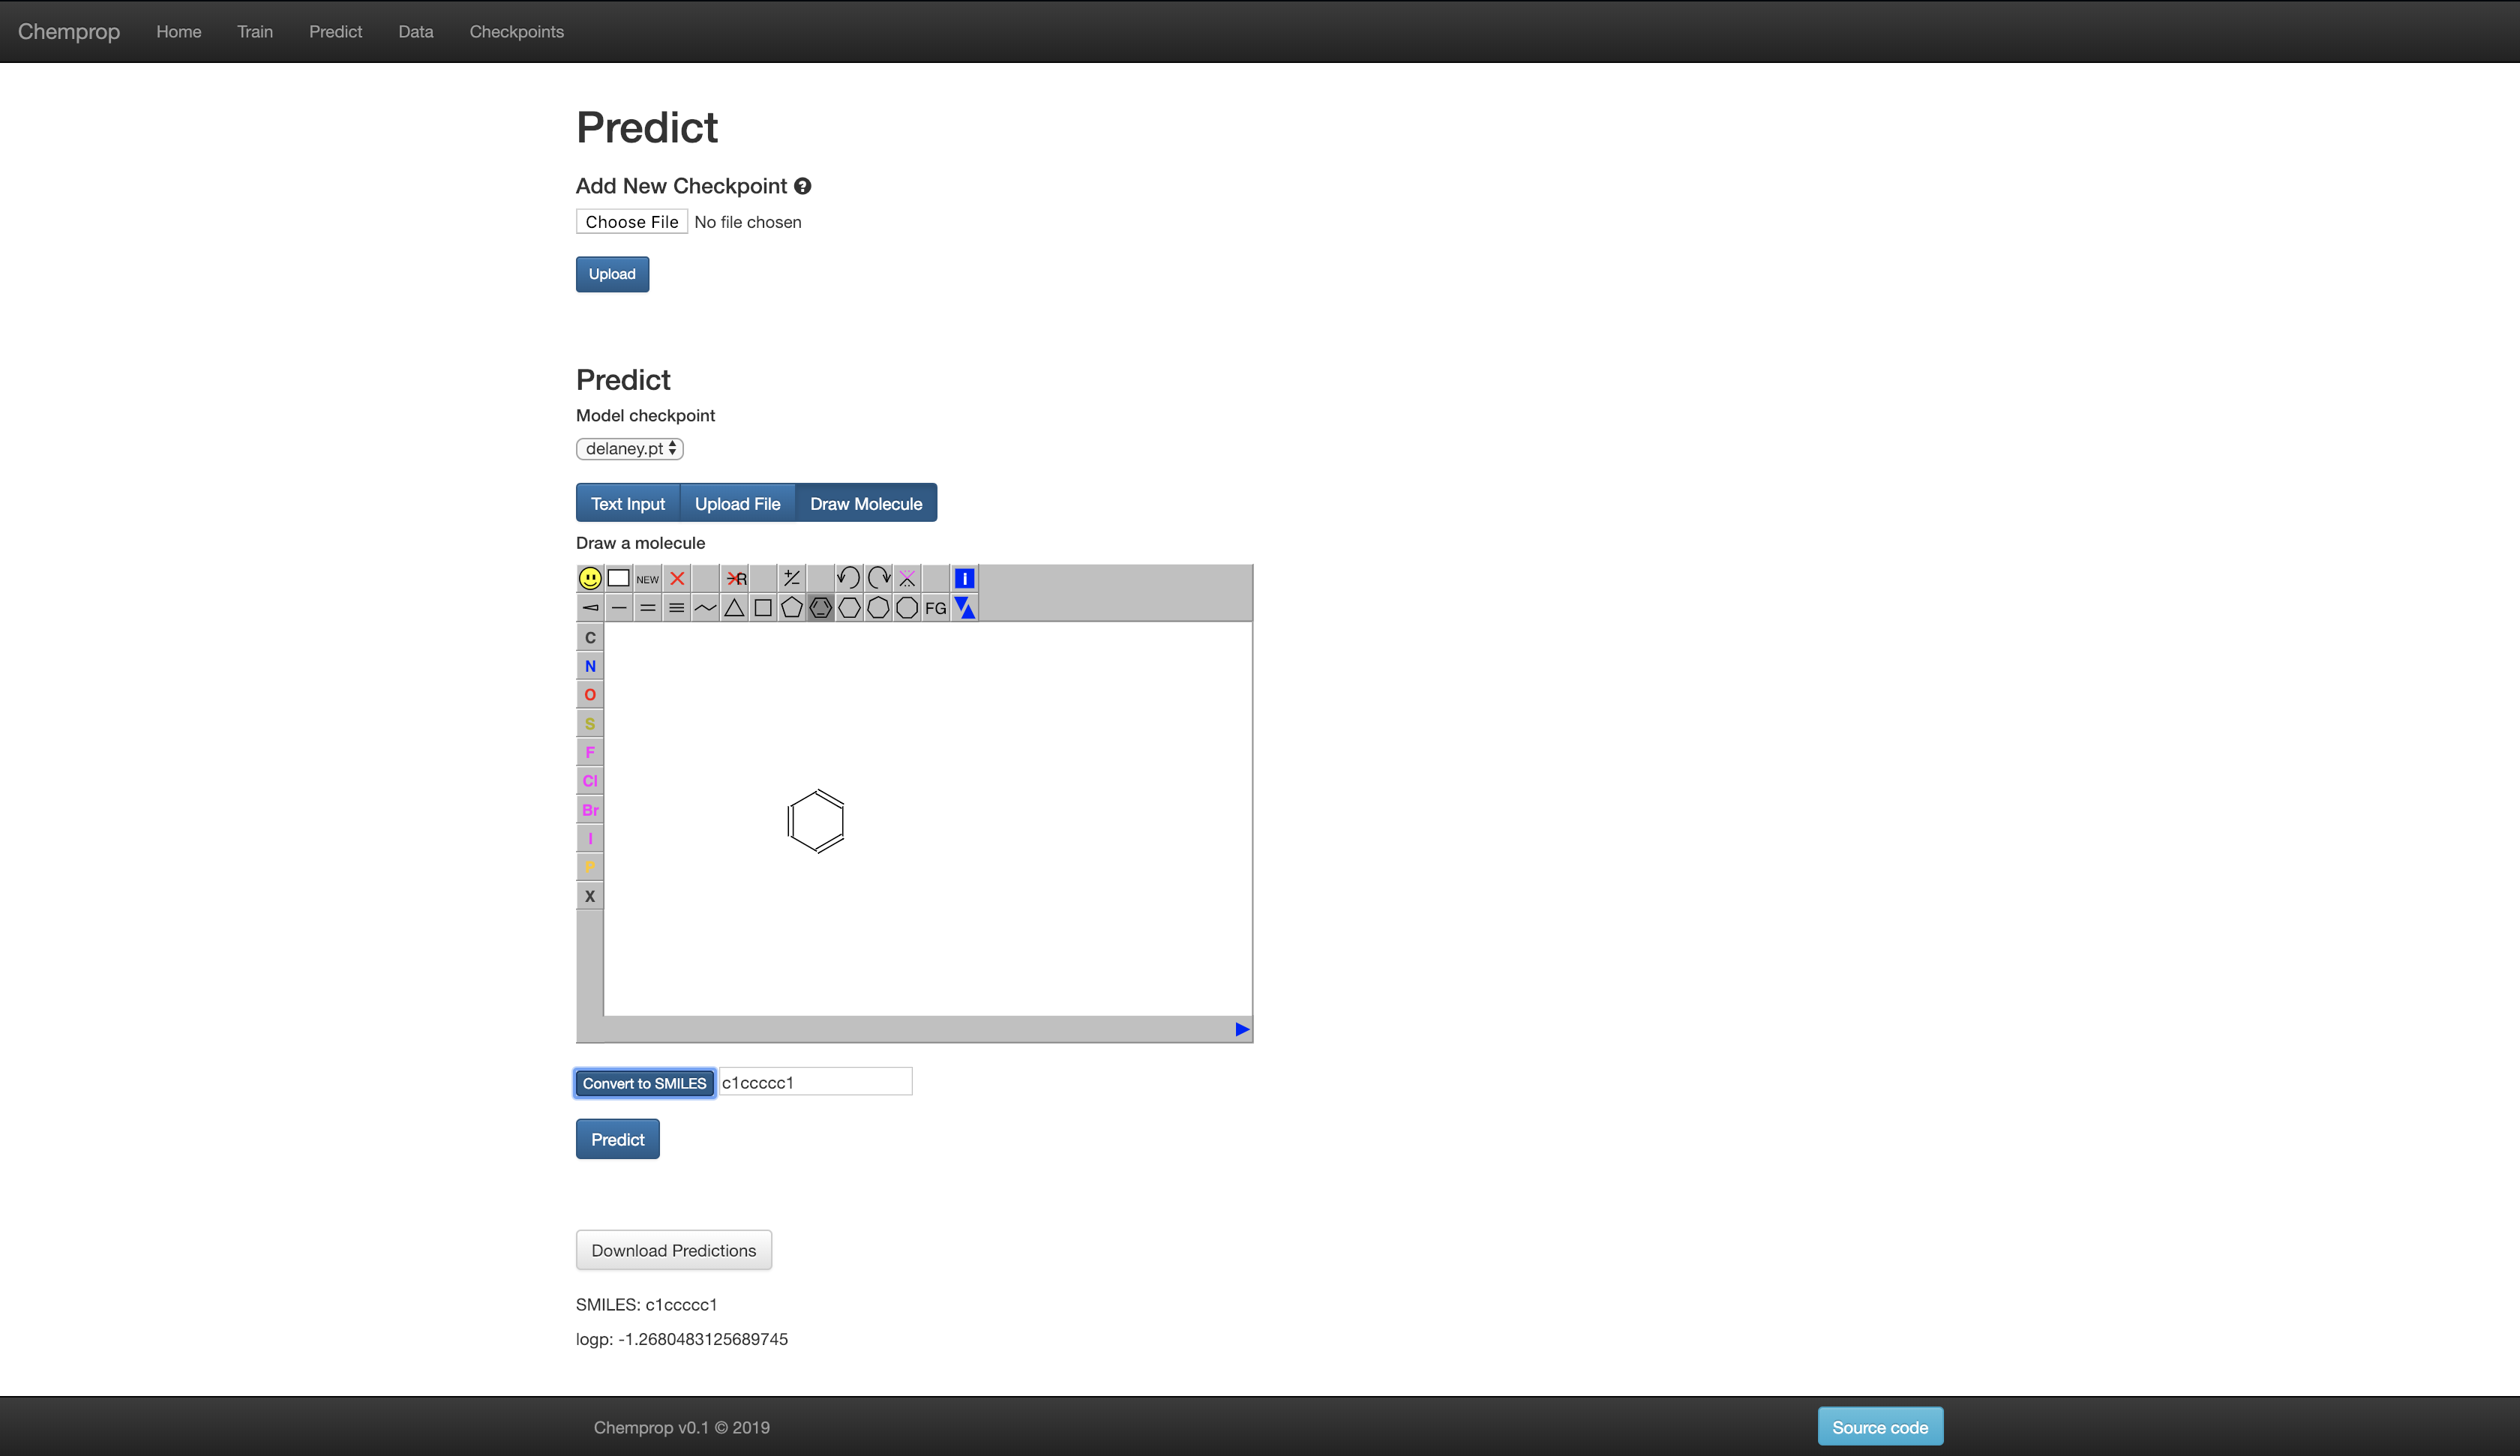 Chemprop Home Train Predict Data Checkpoints
Predict
Add New Checkpoint ?
Choose File No file chosen
Upload
Predict
Model checkpoint
delaney.pt
Text Input Upload File Draw Molecule
Draw a molecule
NEW R i
FG
C
N
O
S
F
Cl
Br
I
P
X
Convert to SMILES c1ccccc1
Predict
Download Predictions
SMILES: c1ccccc1
logp: -1.2680483125689745
Chemprop v0.1 © 2019 Source code